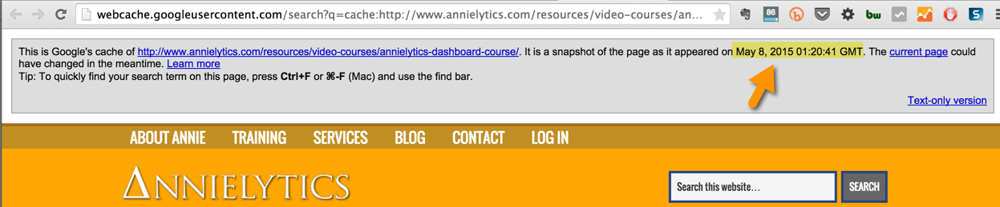 webcache.googleusercontent.com/search?q=cache:http://www.annielytics.com/resources/video-courses/an...
86
bw
S
This is Google's cache of http://www.annielytics.com/resources/video-courses/annielytics-dashboard-course/. It is a snapshot of the page as it appeared on May 8, 2015 01:20:41 GMT. The current page could
have changed in the meantime. Learn more
Tip: To quickly find your search term on this page, press Ctrl+F or ⌘-F (Mac) and use the find bar.
Text-only version
ABOUT ANNIE TRAINING SERVICES BLOG CONTACT LOG IN
ANNIELYTICS
Search this website...
SEARCH